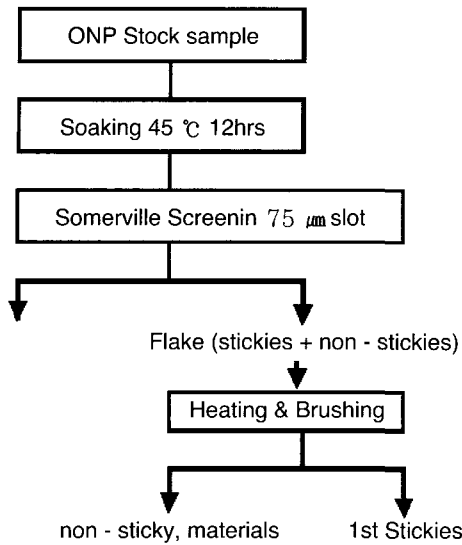 ONP Stock sample
Soaking 45 ℃ 12hrs
Somerville Screenin 75 ㎛ slot
Flake (stickies + non - stickies)
Heating & Brushing
non - sticky, materials
1st Stickies